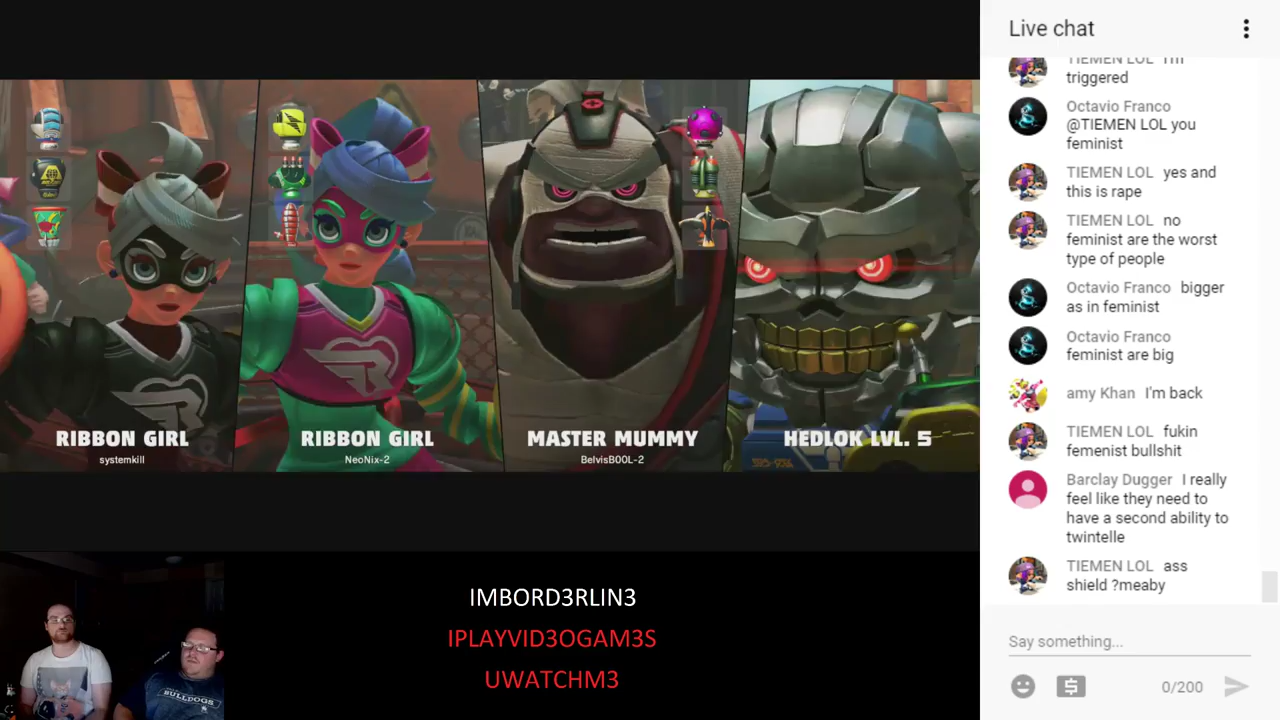 Live chat
TIEMEN LOL I'm
triggered
Octavio Franco
@TIEMEN LOL you
feminist
TIEMEN LOL yes and
this is rape
TIEMEN LOL no
feminist are the worst
type of people
Octavio Franco bigger
as in feminist
Octavio Franco
feminist are big
amy Khan I'm back
TIEMEN LOL fukin
femenist bullshit
Barclay Dugger I really
feel like they need to
have a second ability to
twintelle
TIEMEN LOL ass
shield ?meaby
Say something...
0/200
RIBBON GIRL
systemkill
RIBBON GIRL
NeoNix-2
MASTER MUMMY
BelvisB00L-2
HEDLOK LVL. 5
IMBORD3RLIN3
IPLAYVID3OGAM3S
UWATCHM3
BULLDOGS